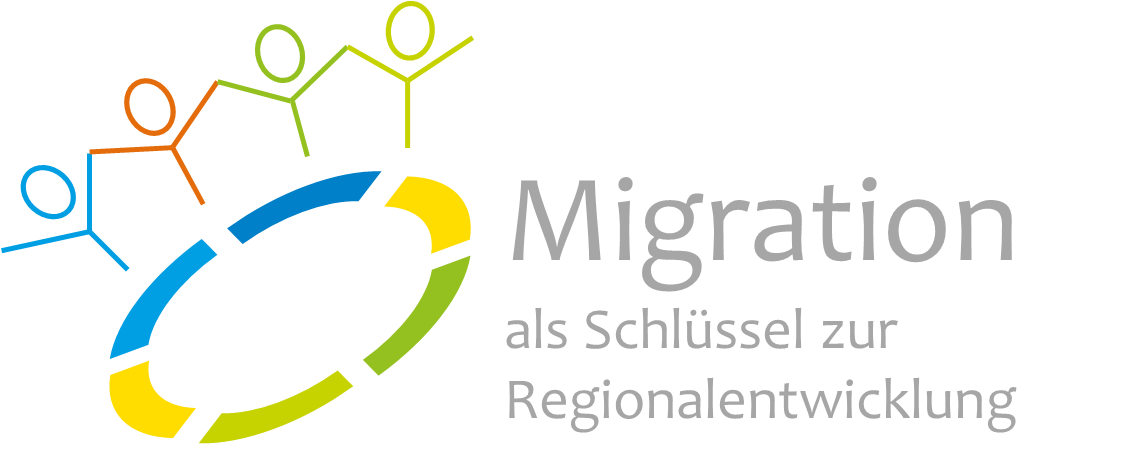 Migration
als Schlüssel zur
Regionalentwicklung